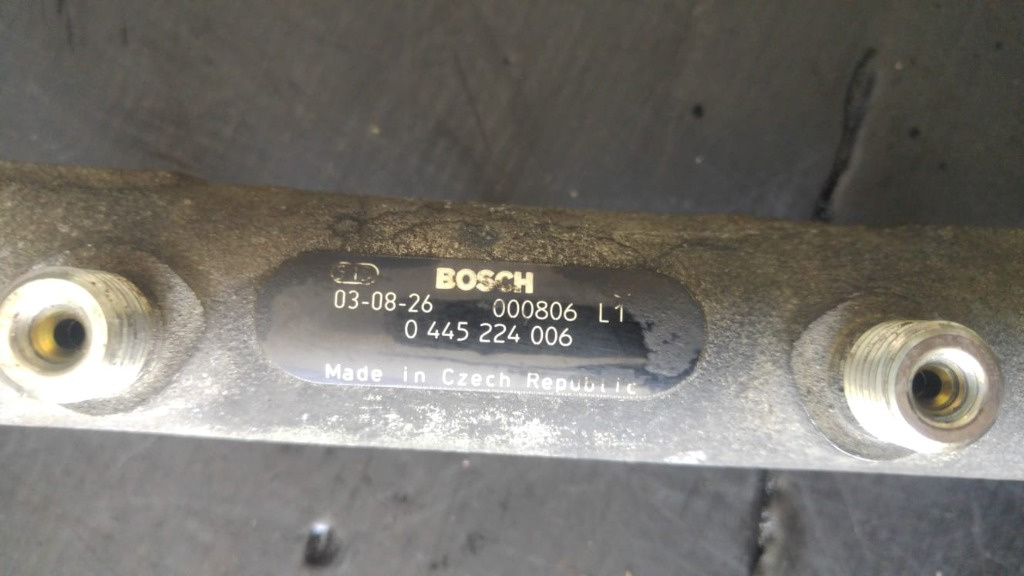 BOSCH
03-08-26 000806 L1
0 445 224 006
Made in Czech Republic